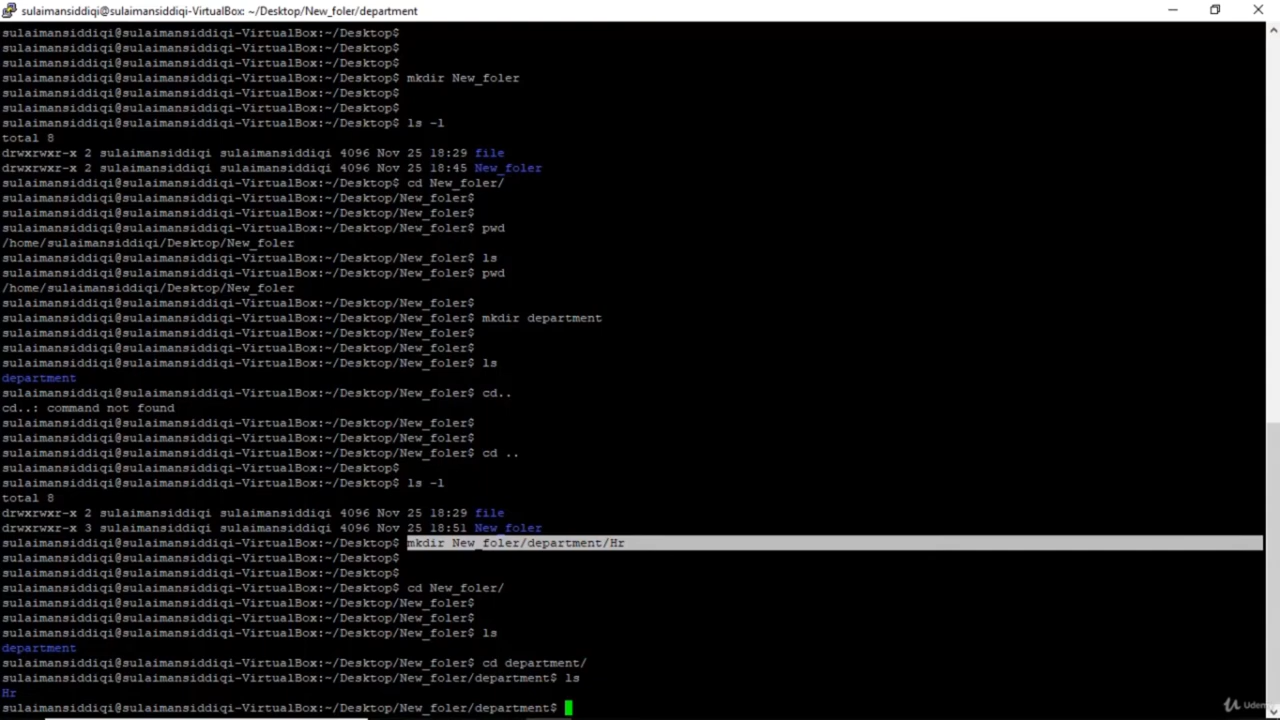 sulaimansiddiqi@sulaimansiddiqi-VirtualBox: ~/Desktop/New_foler/department
sulaimansiddiqi@sulaimansiddiqi-VirtualBox:~/Desktop$
sulaimansiddiqi@sulaimansiddiqi-VirtualBox:~/Desktop$
sulaimansiddiqi@sulaimansiddiqi-VirtualBox:~/Desktop$
sulaimansiddiqi@sulaimansiddiqi-VirtualBox:~/Desktop$ mkdir New_foler
sulaimansiddiqi@sulaimansiddiqi-VirtualBox:~/Desktop$
sulaimansiddiqi@sulaimansiddiqi-VirtualBox:~/Desktop$
sulaimansiddiqi@sulaimansiddiqi-VirtualBox:~/Desktop$ ls -l
total 8
drwxrwxr-x 2 sulaimansiddiqi sulaimansiddiqi 4096 Nov 25 18:29 file
drwxrwxr-x 2 sulaimansiddiqi sulaimansiddiqi 4096 Nov 25 18:45 New_foler
sulaimansiddiqi@sulaimansiddiqi-VirtualBox:~/Desktop$ cd New_foler/
sulaimansiddiqi@sulaimansiddiqi-VirtualBox:~/Desktop/New_foler$
sulaimansiddiqi@sulaimansiddiqi-VirtualBox:~/Desktop/New_foler$
sulaimansiddiqi@sulaimansiddiqi-VirtualBox:~/Desktop/New_foler$ pwd
/home/sulaimansiddiqi/Desktop/New_foler
sulaimansiddiqi@sulaimansiddiqi-VirtualBox:~/Desktop/New_foler$ ls
sulaimansiddiqi@sulaimansiddiqi-VirtualBox:~/Desktop/New_foler$ pwd
/home/sulaimansiddiqi/Desktop/New_foler
sulaimansiddiqi@sulaimansiddiqi-VirtualBox:~/Desktop/New_foler$
sulaimansiddiqi@sulaimansiddiqi-VirtualBox:~/Desktop/New_foler$ mkdir department
sulaimansiddiqi@sulaimansiddiqi-VirtualBox:~/Desktop/New_foler$
sulaimansiddiqi@sulaimansiddiqi-VirtualBox:~/Desktop/New_foler$
sulaimansiddiqi@sulaimansiddiqi-VirtualBox:~/Desktop/New_foler$ ls
department
sulaimansiddiqi@sulaimansiddiqi-VirtualBox:~/Desktop/New_foler$ cd..
cd..: command not found
sulaimansiddiqi@sulaimansiddiqi-VirtualBox:~/Desktop/New_foler$
sulaimansiddiqi@sulaimansiddiqi-VirtualBox:~/Desktop/New_foler$
sulaimansiddiqi@sulaimansiddiqi-VirtualBox:~/Desktop/New_foler$ cd ..
sulaimansiddiqi@sulaimansiddiqi-VirtualBox:~/Desktop$
sulaimansiddiqi@sulaimansiddiqi-VirtualBox:~/Desktop$ ls -l
total 8
drwxrwxr-x 2 sulaimansiddiqi sulaimansiddiqi 4096 Nov 25 18:29 file
drwxrwxr-x 3 sulaimansiddiqi sulaimansiddiqi 4096 Nov 25 18:51 New_foler
sulaimansiddiqi@sulaimansiddiqi-VirtualBox:~/Desktop$ mkdir New_foler/department/Hr
sulaimansiddiqi@sulaimansiddiqi-VirtualBox:~/Desktop$
sulaimansiddiqi@sulaimansiddiqi-VirtualBox:~/Desktop$
sulaimansiddiqi@sulaimansiddiqi-VirtualBox:~/Desktop$ cd New_foler/
sulaimansiddiqi@sulaimansiddiqi-VirtualBox:~/Desktop/New_foler$
sulaimansiddiqi@sulaimansiddiqi-VirtualBox:~/Desktop/New_foler$
sulaimansiddiqi@sulaimansiddiqi-VirtualBox:~/Desktop/New_foler$ ls
department
sulaimansiddiqi@sulaimansiddiqi-VirtualBox:~/Desktop/New_foler$ cd department/
sulaimansiddiqi@sulaimansiddiqi-VirtualBox:~/Desktop/New_foler/department$ ls
Hr
sulaimansiddiqi@sulaimansiddiqi-VirtualBox:~/Desktop/New_foler/department$